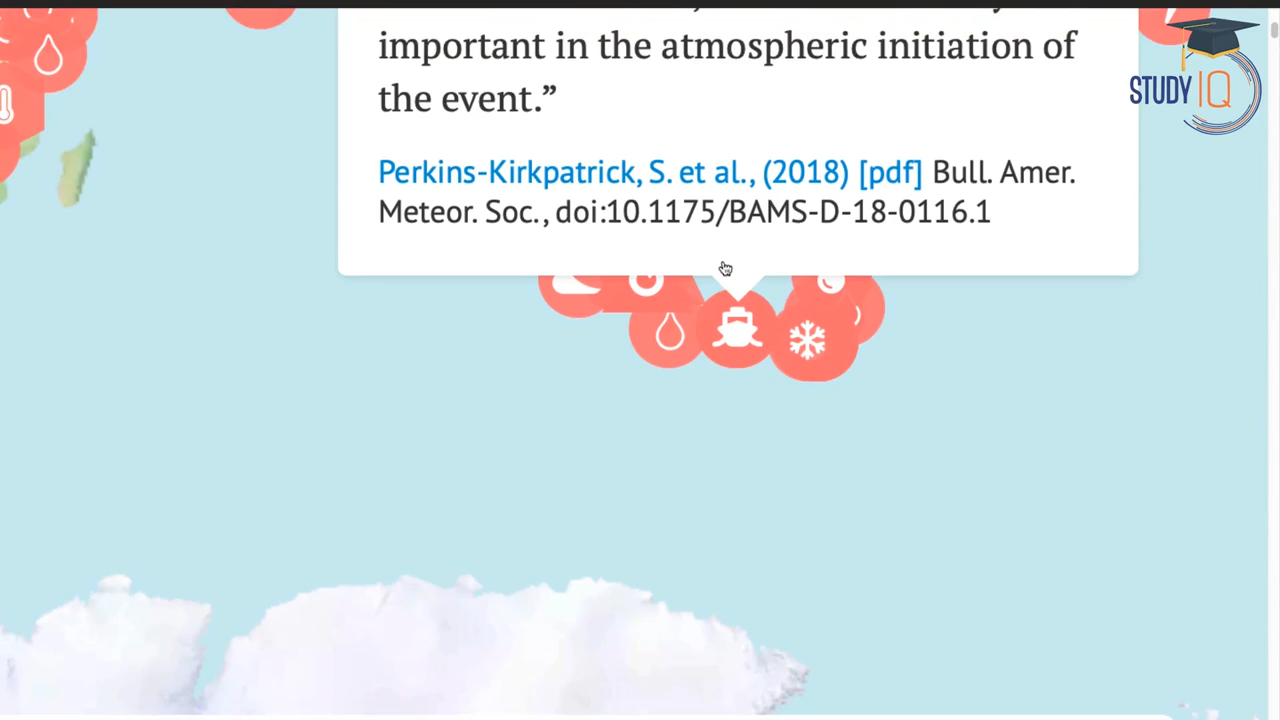 important in the atmospheric initiation of
the event.”
Perkins-Kirkpatrick, S. et al., (2018) [pdf] Bull. Amer.
Meteor. Soc., doi:10.1175/BAMS-D-18-0116.1
STUDY IQ